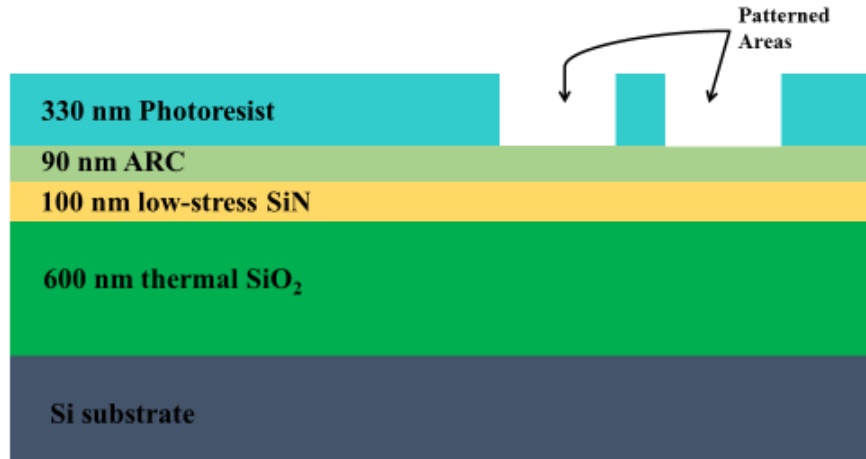 Patterned
Areas
330 nm Photoresist
90 nm ARC
100 nm low-stress SiN
600 nm thermal SiO₂
Si substrate